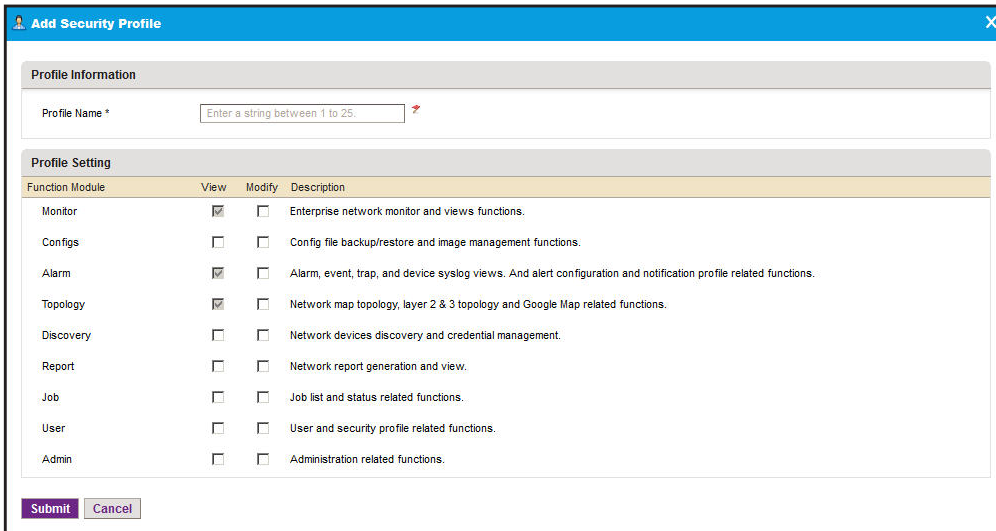 Add Security Profile
Profile Information
Profile Name * Enter a string between 1 to 25.
Profile Setting
Function Module View Modify Description
Monitor Enterprise network monitor and views functions.
Configs Config file backup/restore and image management functions.
Alarm Alarm, event, trap, and device syslog views. And alert configuration and notification profile related functions.
Topology Network map topology, layer 2 & 3 topology and Google Map related functions.
Discovery Network devices discovery and credential management.
Report Network report generation and view.
Job Job list and status related functions.
User User and security profile related functions.
Admin Administration related functions.
Submit Cancel